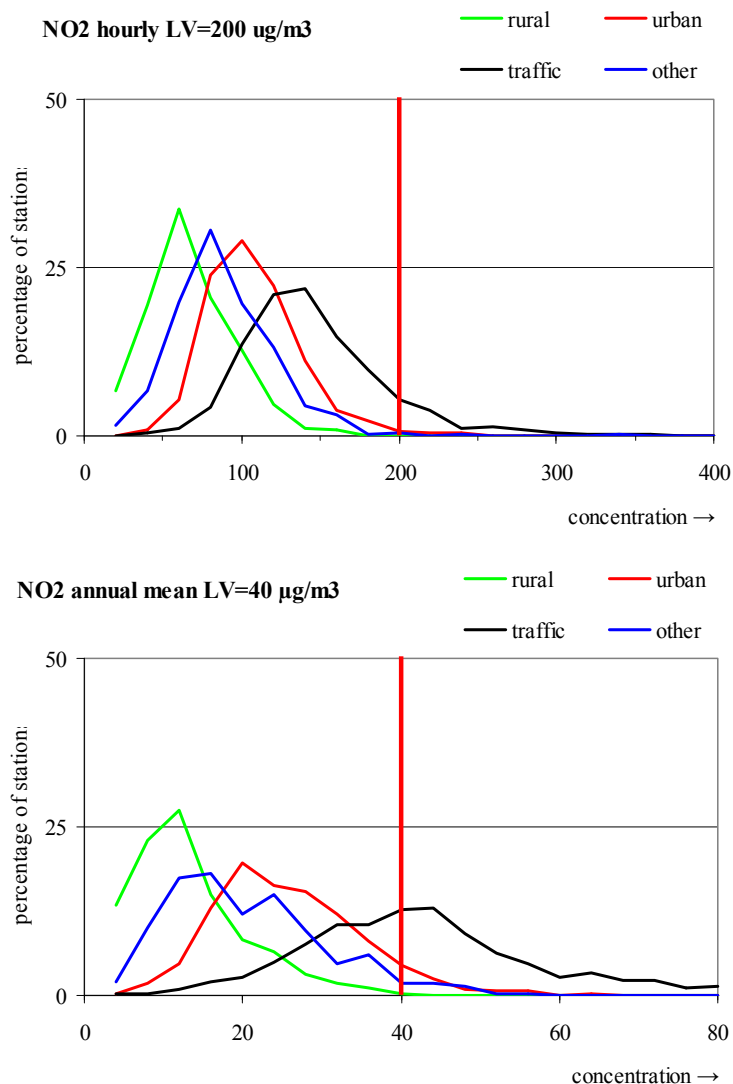 NO2 hourly LV=200 ug/m3
rural urban
traffic other
50
25
0
percentage of station:
0 100 200 300 400
concentration →
NO2 annual mean LV=40 µg/m3
rural urban
traffic other
50
25
0
percentage of station:
0 20 40 60 80
concentration →